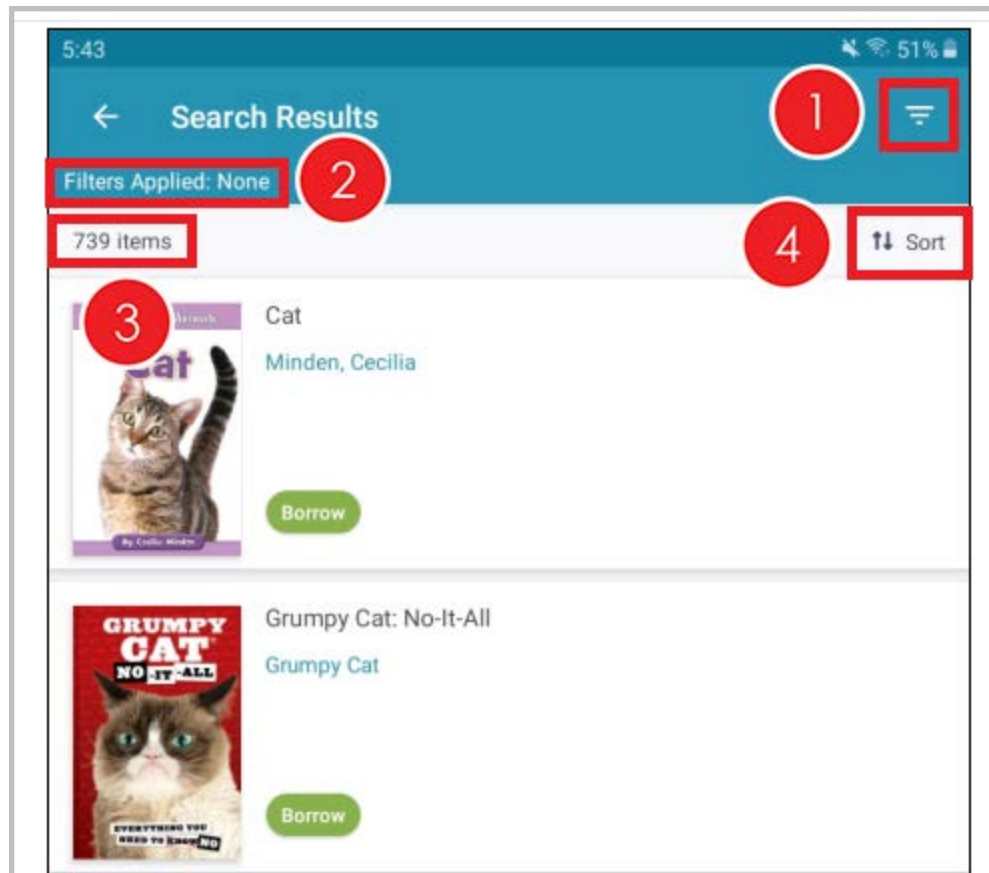 5:43
51%
Search Results
1
Filters Applied: None
2
739 items
4
Sort
3
Animals
Cat
By Cecilia Minden
Cat
Minden, Cecilia
Borrow
GRUMPY
CAT
NO-IT-ALL
EVERYTHING YOU
NEED TO KNOW NO
Grumpy Cat: No-It-All
Grumpy Cat
Borrow